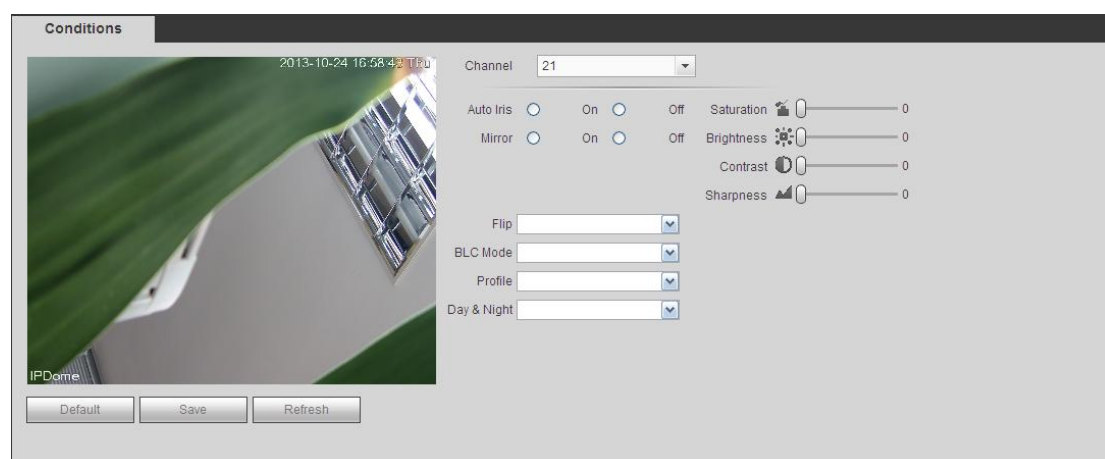 Conditions
2013-10-24 16:58:43 Thu
Channel 21
Auto Iris On Off Saturation 0
Mirror On Off Brightness 0
Contrast 0
Sharpness 0
Flip
BLC Mode
Profile
Day & Night
IPDome
Default Save Refresh